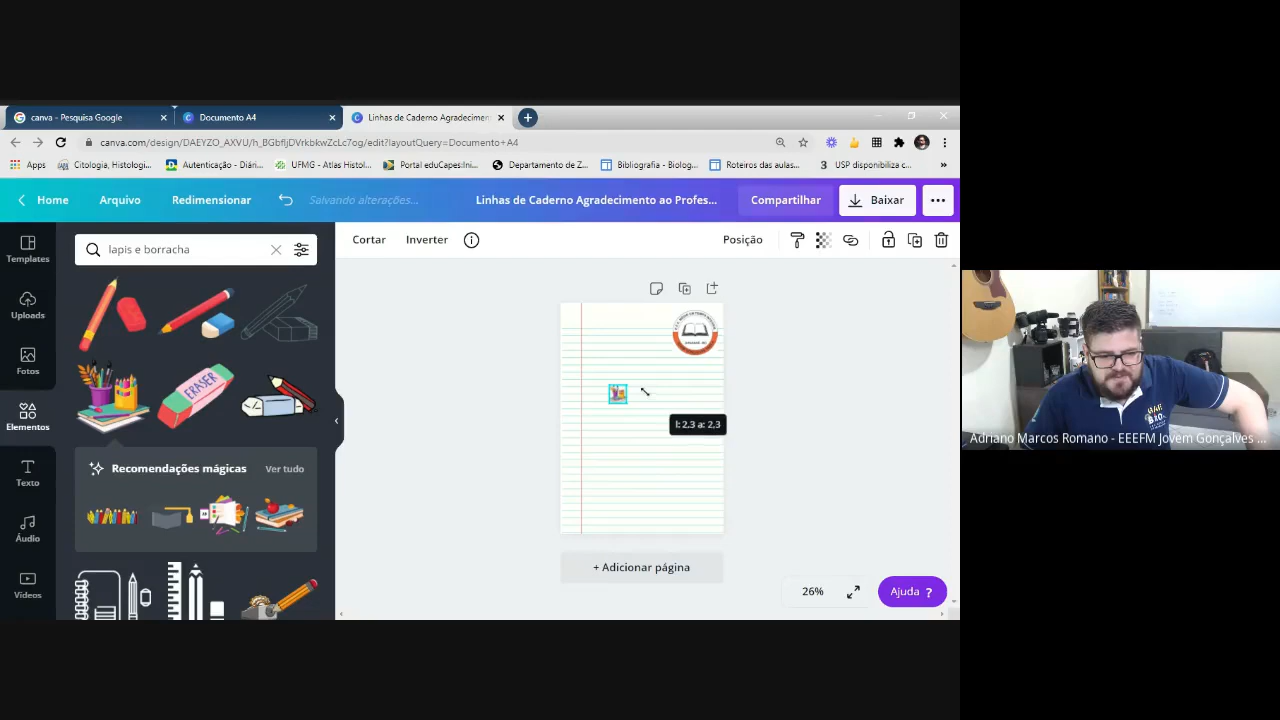 canva - Pesquisa Google
Documento A4
Linhas de Caderno Agradecimen
canva.com/design/DAEYZO_AXVU/h_BGbfIjDVrkbkwZcLc7og/edit?layoutQuery=Documento+A4
Apps
Citologia, Histologi...
Autenticação - Diári...
UFMG - Atlas Histol...
Portal eduCapes:Ini...
Departamento de Z...
Bibliografia - Biolog...
Roteiros das aulas...
USP disponibiliza c...
Home
Arquivo
Redimensionar
Salvando alterações...
Linhas de Caderno Agradecimento ao Profes...
Compartilhar
Baixar
Templates
Uploads
Fotos
Elementos
Texto
Áudio
Vídeos
lapis e borracha
ERASER
Recomendações mágicas
Ver tudo
Cortar
Inverter
Posição
l: 2,3 a: 2,3
+ Adicionar página
26%
Ajuda ?
Adriano Marcos Romano - EEEFM Jovem Gonçalves ...